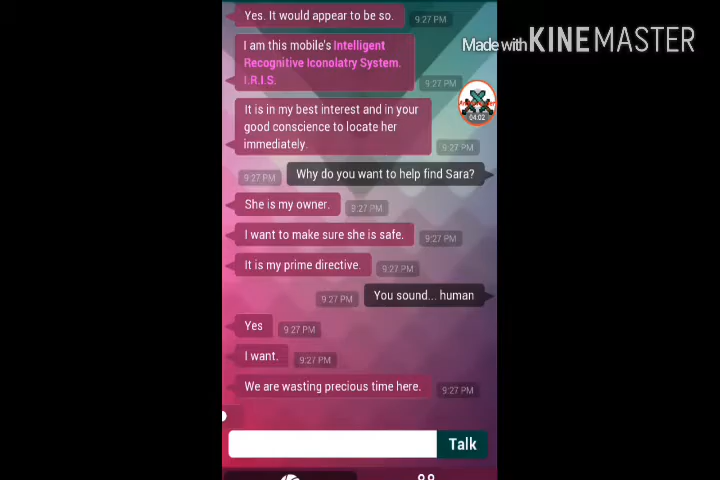 Yes. It would appear to be so.
9:27 PM
Made with KINEMASTER
I am this mobile's Intelligent
Recognitive Iconolatry System.
I.R.I.S.
9:27 PM
04:02
It is in my best interest and in your
good conscience to locate her
immediately.
9:27 PM
9:27 PM
Why do you want to help find Sara?
She is my owner.
9:27 PM
I want to make sure she is safe.
9:27 PM
It is my prime directive.
9:27 PM
9:27 PM
You sound... human
Yes
9:27 PM
I want.
9:27 PM
We are wasting precious time here.
9:27 PM
Talk